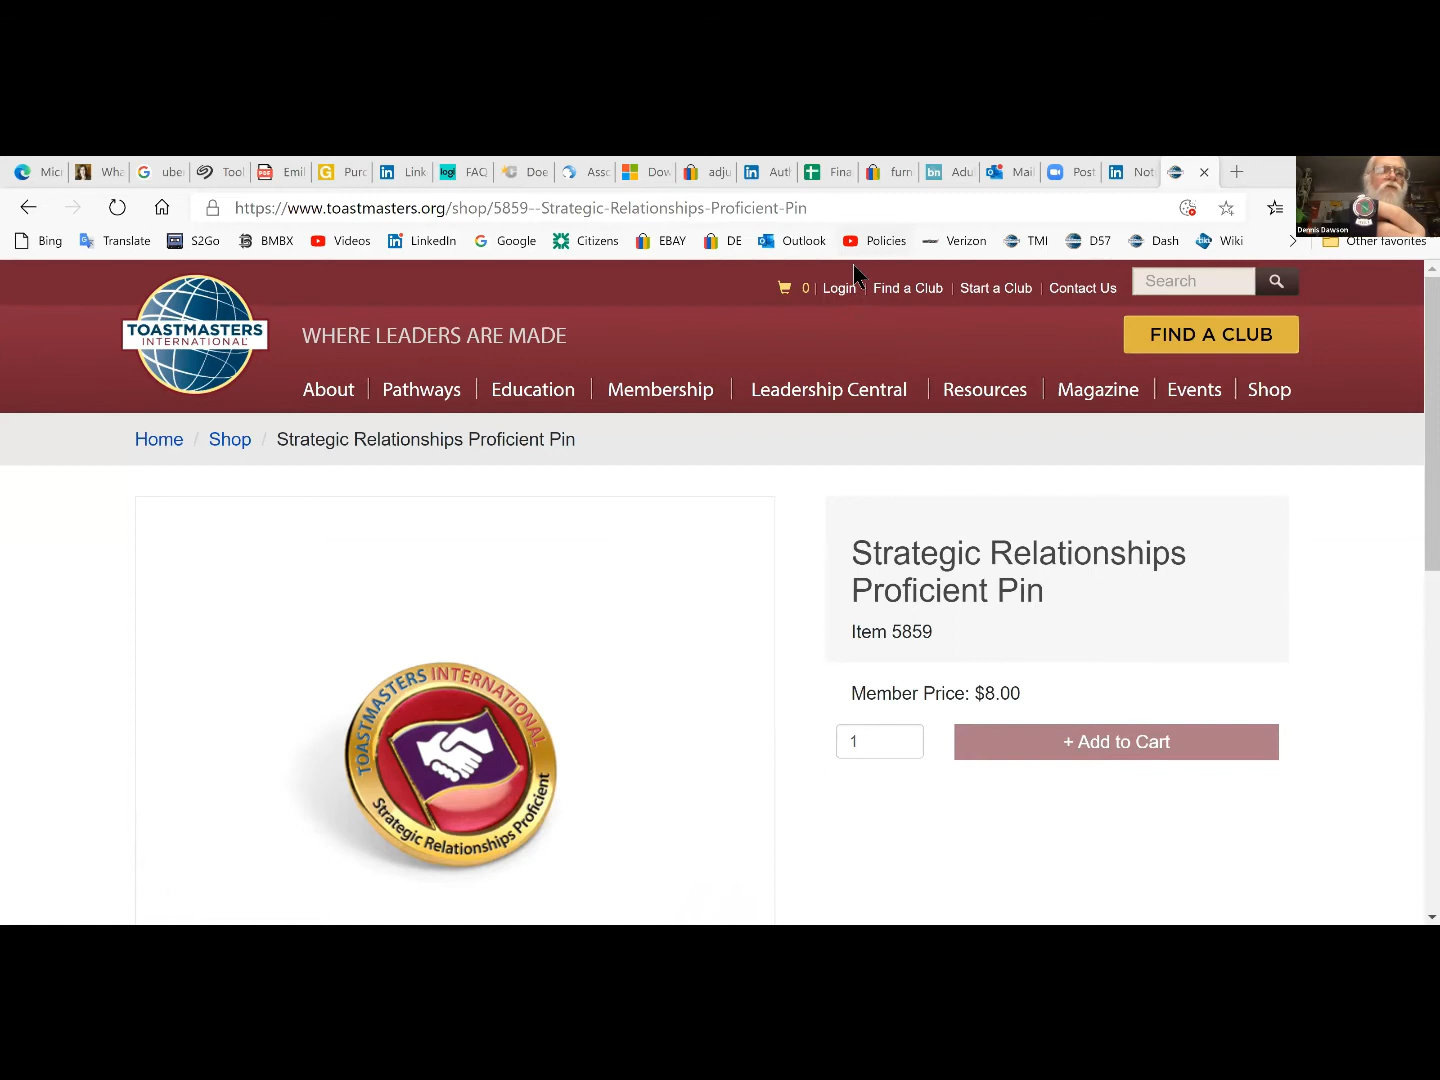 Mic
Wha
ube
Tool
Emil
Purc
Link
FAQ
Doe
Asso
Dow
adju
Auth
Fina
furn
Adu
Mail
Post
Not
https://www.toastmasters.org/shop/5859--Strategic-Relationships-Proficient-Pin
Dennis Dawson
Bing Translate S2Go BMBX Videos LinkedIn Google Citizens EBAY DE Outlook Policies Verizon TMI D57 Dash Wiki Other favorites
0 | Login | Find a Club | Start a Club | Contact Us
Search
TOASTMASTERS
INTERNATIONAL
WHERE LEADERS ARE MADE
FIND A CLUB
About Pathways Education Membership Leadership Central Resources Magazine Events Shop
Home / Shop / Strategic Relationships Proficient Pin
Strategic Relationships
Proficient Pin
Item 5859
Member Price: $8.00
1
+ Add to Cart
TOASTMASTERS INTERNATIONAL
Strategic Relationships Proficient